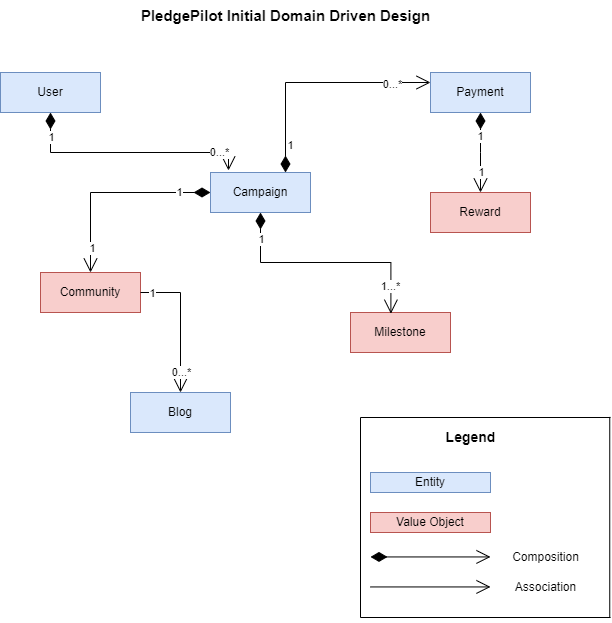 PledgePilot Initial Domain Driven Design
User
Payment
0...*
1
1
1
0...*
1
Campaign
1
Reward
1
1
1
Community
1
1...*
Milestone
0...*
Blog
Legend
Entity
Value Object
Composition
Association